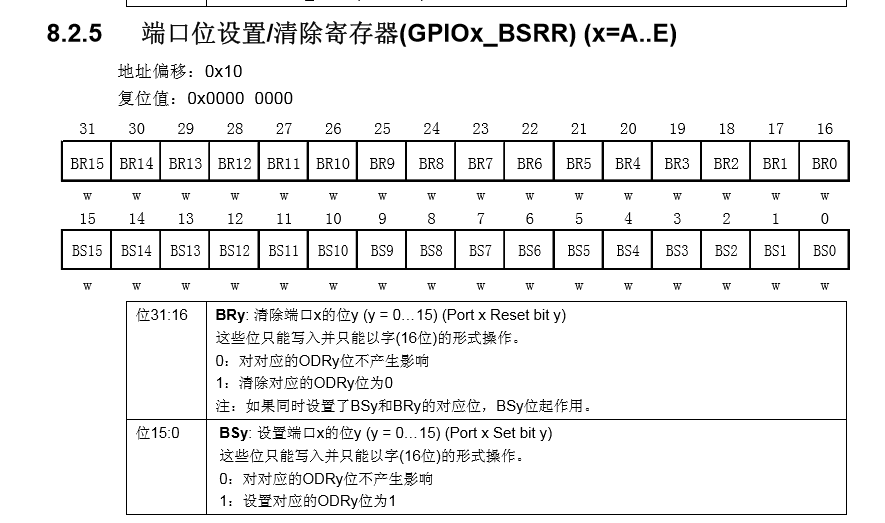 8.2.5 端口位设置/清除寄存器(GPIOx_BSRR) (x=A..E)
地址偏移：0x10
复位值：0x0000 0000
31 30 29 28 27 26 25 24 23 22 21 20 19 18 17 16
BR15 BR14 BR13 BR12 BR11 BR10 BR9 BR8 BR7 BR6 BR5 BR4 BR3 BR2 BR1 BR0
w w w w w w w w w w w w w w w w
15 14 13 12 11 10 9 8 7 6 5 4 3 2 1 0
BS15 BS14 BS13 BS12 BS11 BS10 BS9 BS8 BS7 BS6 BS5 BS4 BS3 BS2 BS1 BS0
w w w w w w w w w w w w w w w w
位31:16 BRy: 清除端口x的位y (y = 0…15) (Port x Reset bit y)
这些位只能写入并只能以字(16位)的形式操作。
0：对对应的ODRy位不产生影响
1：清除对应的ODRy位为0
注：如果同时设置了BSy和BRy的对应位，BSy位起作用。
位15:0 BSy: 设置端口x的位y (y = 0…15) (Port x Set bit y)
这些位只能写入并只能以字(16位)的形式操作。
0：对对应的ODRy位不产生影响
1：设置对应的ODRy位为1